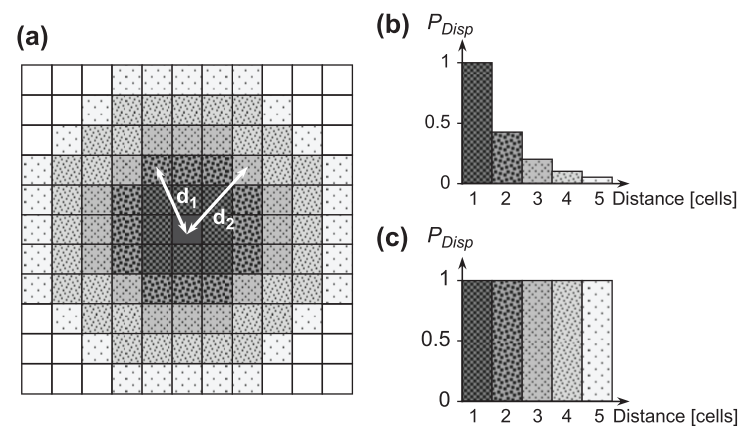 (a)
d1
d2
(b)
PDisp
1
0.5
0
1 2 3 4 5 Distance [cells]
(c)
PDisp
1
0.5
0
1 2 3 4 5 Distance [cells]